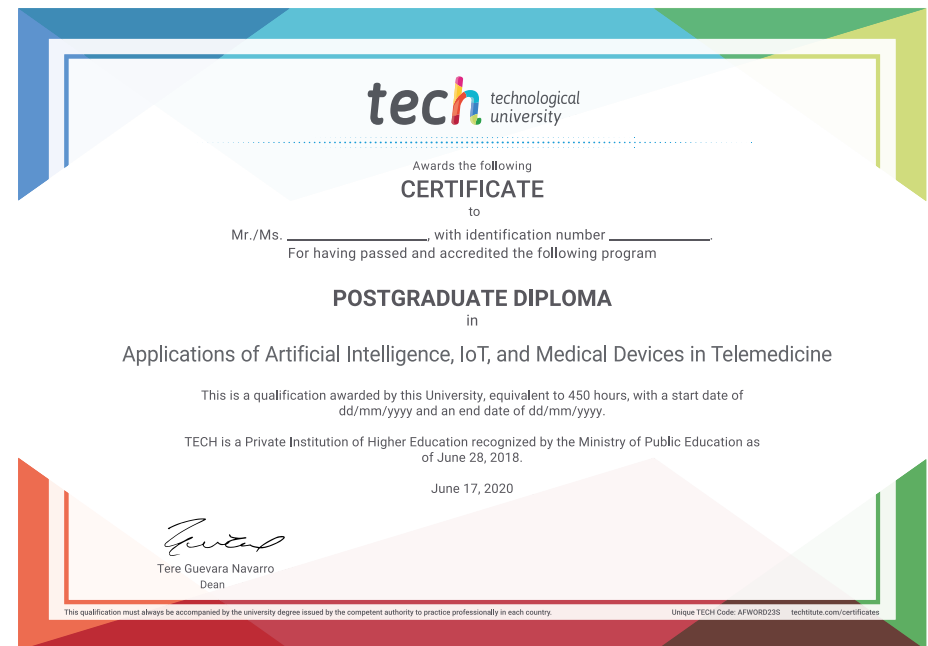 tech technological
university
Awards the following
CERTIFICATE
to
Mr./Ms. ____________________, with identification number ______________.
For having passed and accredited the following program
POSTGRADUATE DIPLOMA
in
Applications of Artificial Intelligence, IoT, and Medical Devices in Telemedicine
This is a qualification awarded by this University, equivalent to 450 hours, with a start date of
dd/mm/yyyy and an end date of dd/mm/yyyy.
TECH is a Private Institution of Higher Education recognized by the Ministry of Public Education as
of June 28, 2018.
June 17, 2020
Tere Guevara Navarro
Dean
This qualification must always be accompanied by the university degree issued by the competent authority to practice professionally in each country.
Unique TECH Code: AFWORD23S techtitute.com/certificates